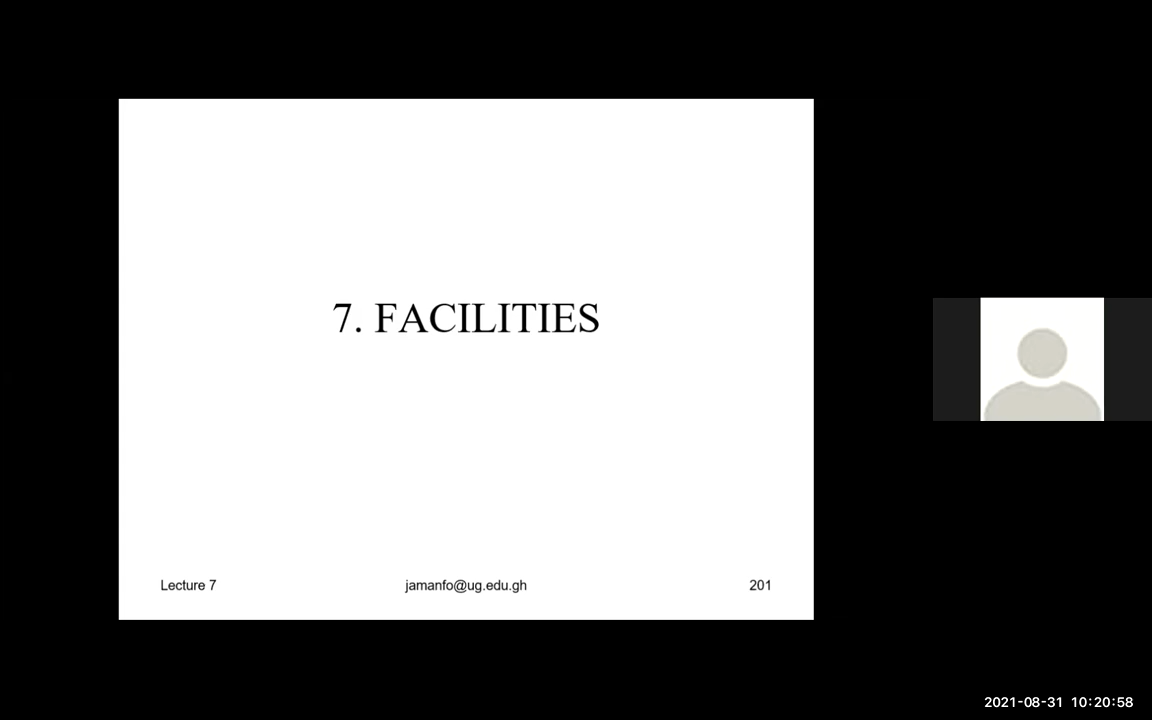 7. FACILITIES
Lecture 7
jamanfo@ug.edu.gh
201
2021-08-31 10:20:58